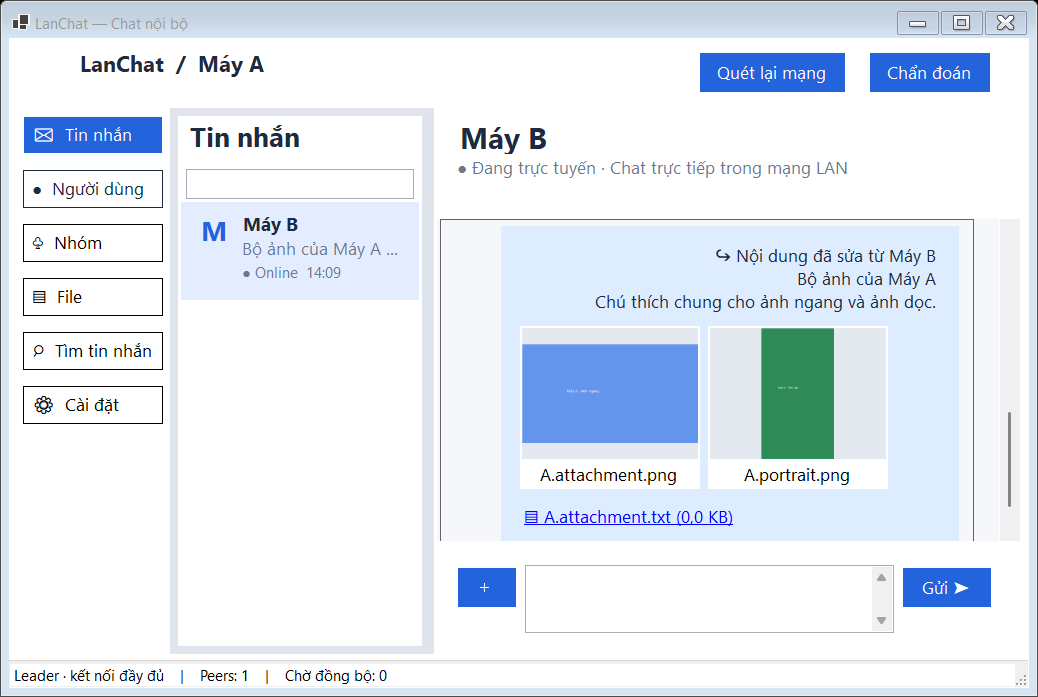 LanChat — Chat nội bộ
LanChat / Máy A
Quét lại mạng
Chẩn đoán
Tin nhắn
Người dùng
Nhóm
File
Tìm tin nhắn
Cài đặt
Tin nhắn
M
Máy B
Bộ ảnh của Máy A ...
● Online 14:09
Máy B
● Đang trực tuyến · Chat trực tiếp trong mạng LAN
↪ Nội dung đã sửa từ Máy B
Bộ ảnh của Máy A
Chú thích chung cho ảnh ngang và ảnh dọc.
A.attachment.png
A.portrait.png
A.attachment.txt (0,0 KB)
+
Gửi ➤
Leader · kết nối đầy đủ | Peers: 1 | Chờ đồng bộ: 0